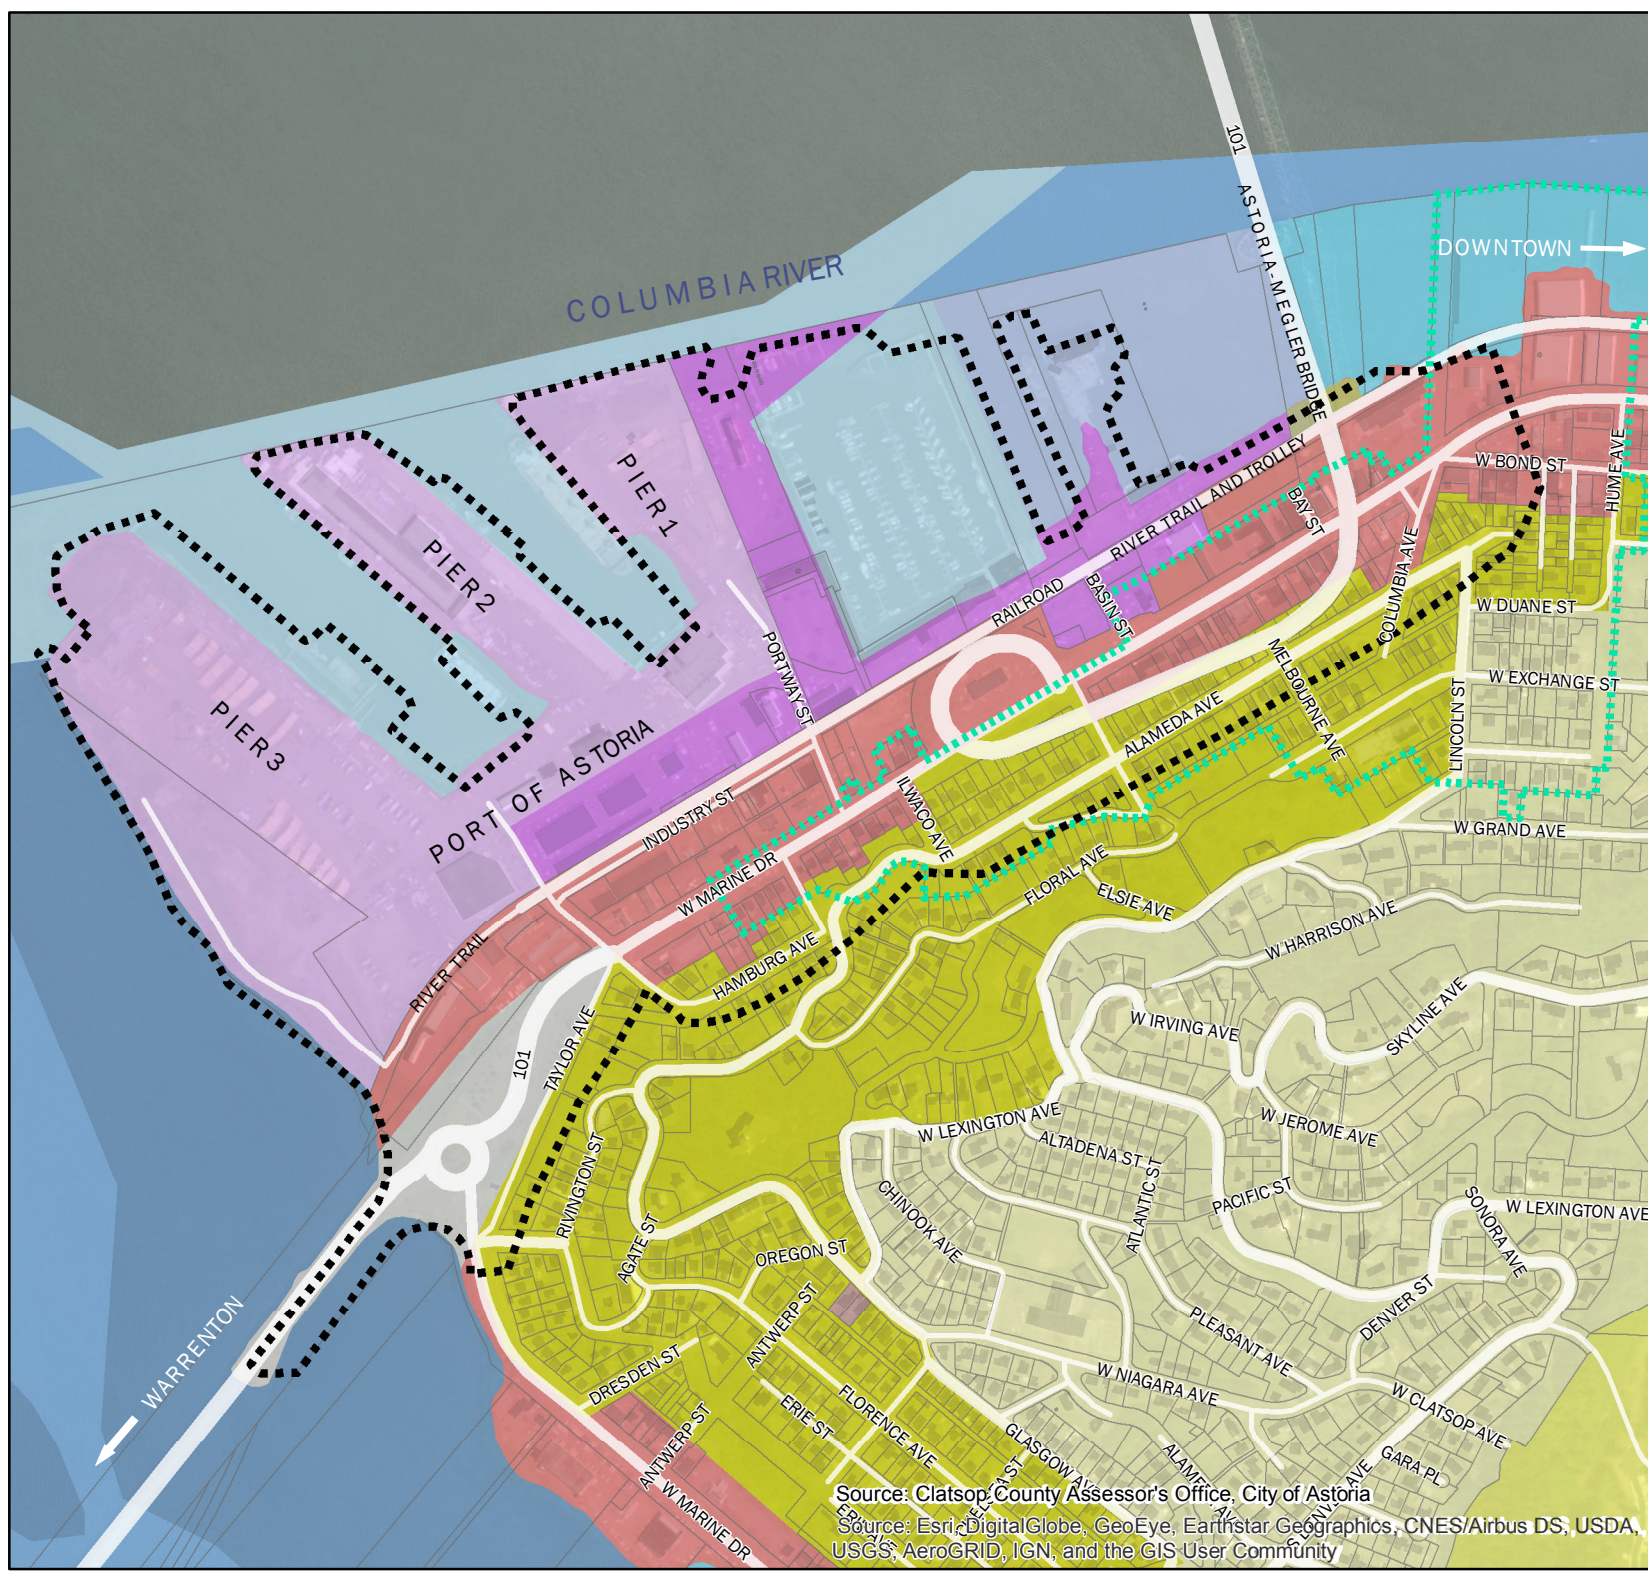 101
ASTORIA-MEGLER BRIDGE
DOWNTOWN
COLUMBIA RIVER
PIER 1
PIER 2
PIER 3
PORT OF ASTORIA
PORTWAY ST
INDUSTRY ST
RAILROAD
RIVER TRAIL AND TROLLEY
BASIN ST
BAY ST
W BOND ST
HUME AVE
COLUMBIA AVE
W DUANE ST
W EXCHANGE ST
LINCOLN ST
MELBOURNE AVE
ALAMEDA AVE
W GRAND AVE
ILWACO AVE
W MARINE DR
FLORAL AVE
ELSIE AVE
W HARRISON AVE
HAMBURG AVE
RIVER TRAIL
TAYLOR AVE
101
SKYLINE AVE
W IRVING AVE
W JEROME AVE
W LEXINGTON AVE
ALTADENA ST
ATLANTIC ST
PACIFIC ST
SONORA AVE
W LEXINGTON AVE
CHINOOK AVE
RIVINGTON ST
AGATE ST
OREGON ST
ANTWERP ST
DRESDEN ST
DENVER ST
PLEASANT AVE
W NIAGARA AVE
W CLATSOP AVE
GARA PL
WARRENTON
ERIE ST
FLORENCE AVE
GLASGOW AVE
ANTWERP ST
W MARINE DR
Source: Clatsop County Assessor's Office, City of Astoria
Source: Esri, DigitalGlobe, GeoEye, Earthstar Geographics, CNES/Airbus DS, USDA,
USGS, AeroGRID, IGN, and the GIS User Community